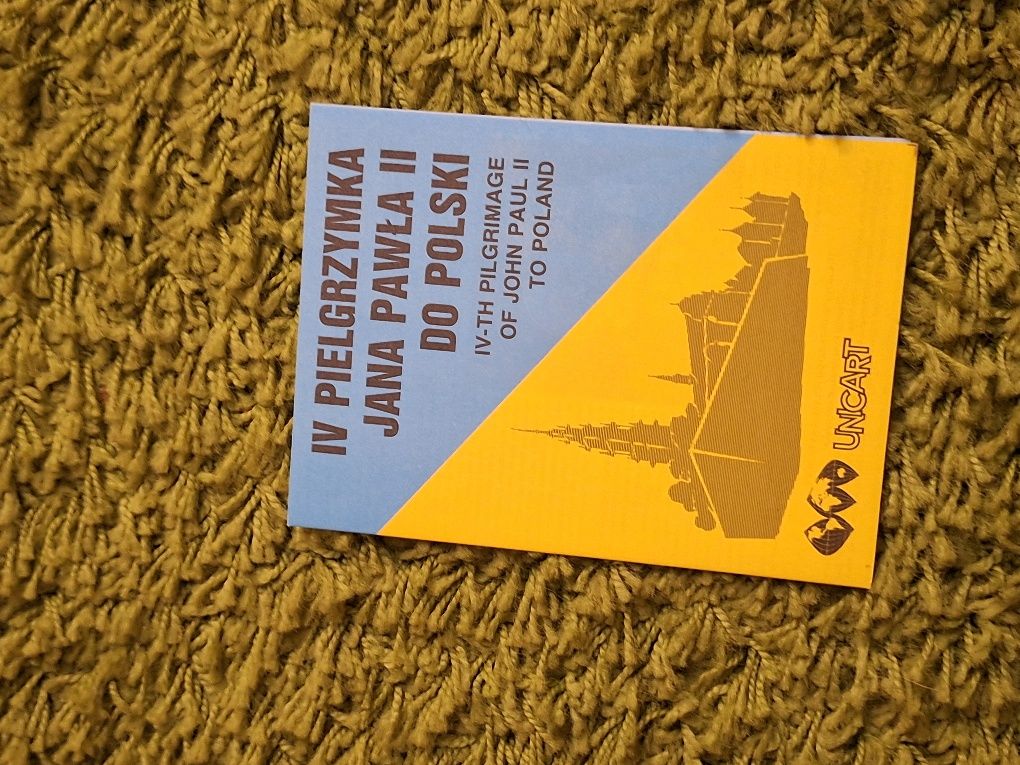 IV PIELGRZYMKA
JANA PAWŁA II
DO POLSKI
IV-TH PILGRIMAGE
OF JOHN PAUL II
TO POLAND
UNICART